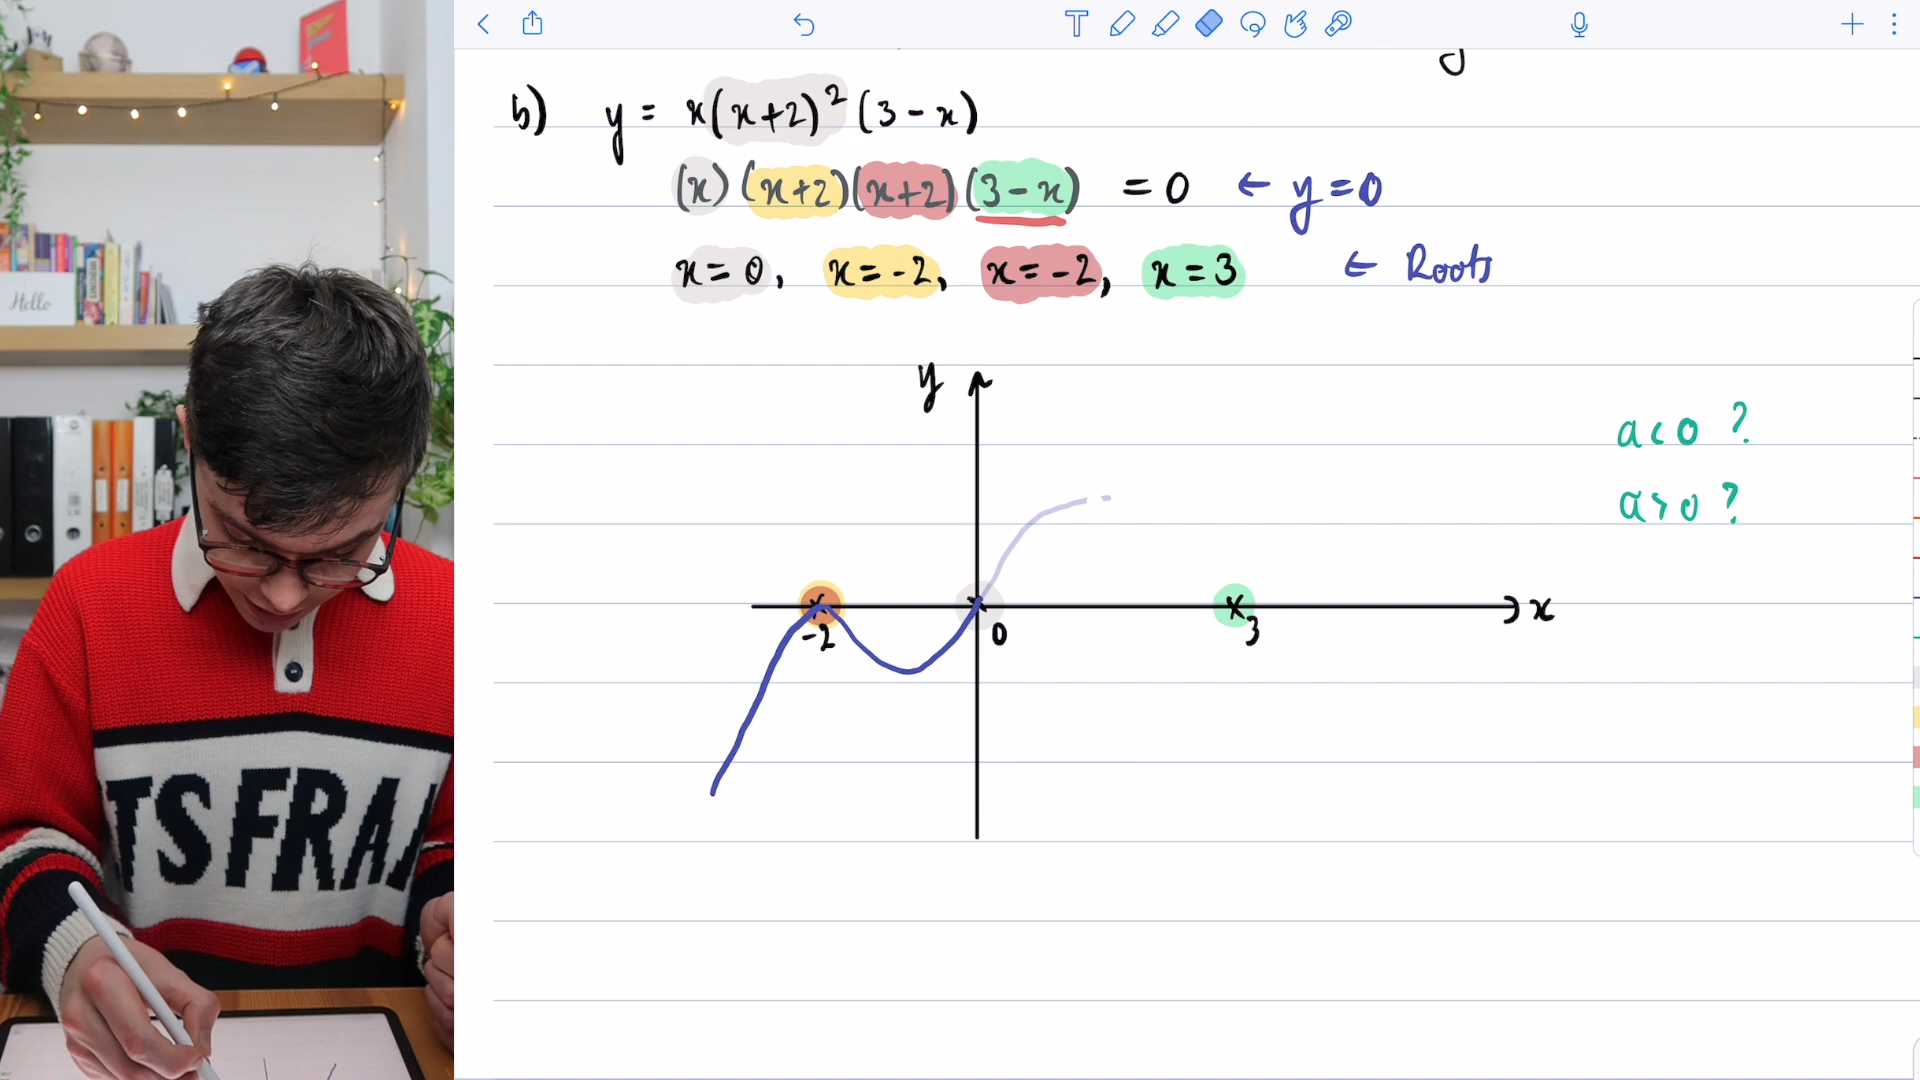 b) y = x(x+2)² (3-x)
(x) (x+2)(x+2)(3-x) = 0 ← y=0
x=0, x=-2, x=-2, x=3 ← Roots
y
a<0 ?
a>0 ?
-2 0 3 x
Hello
TSFRA